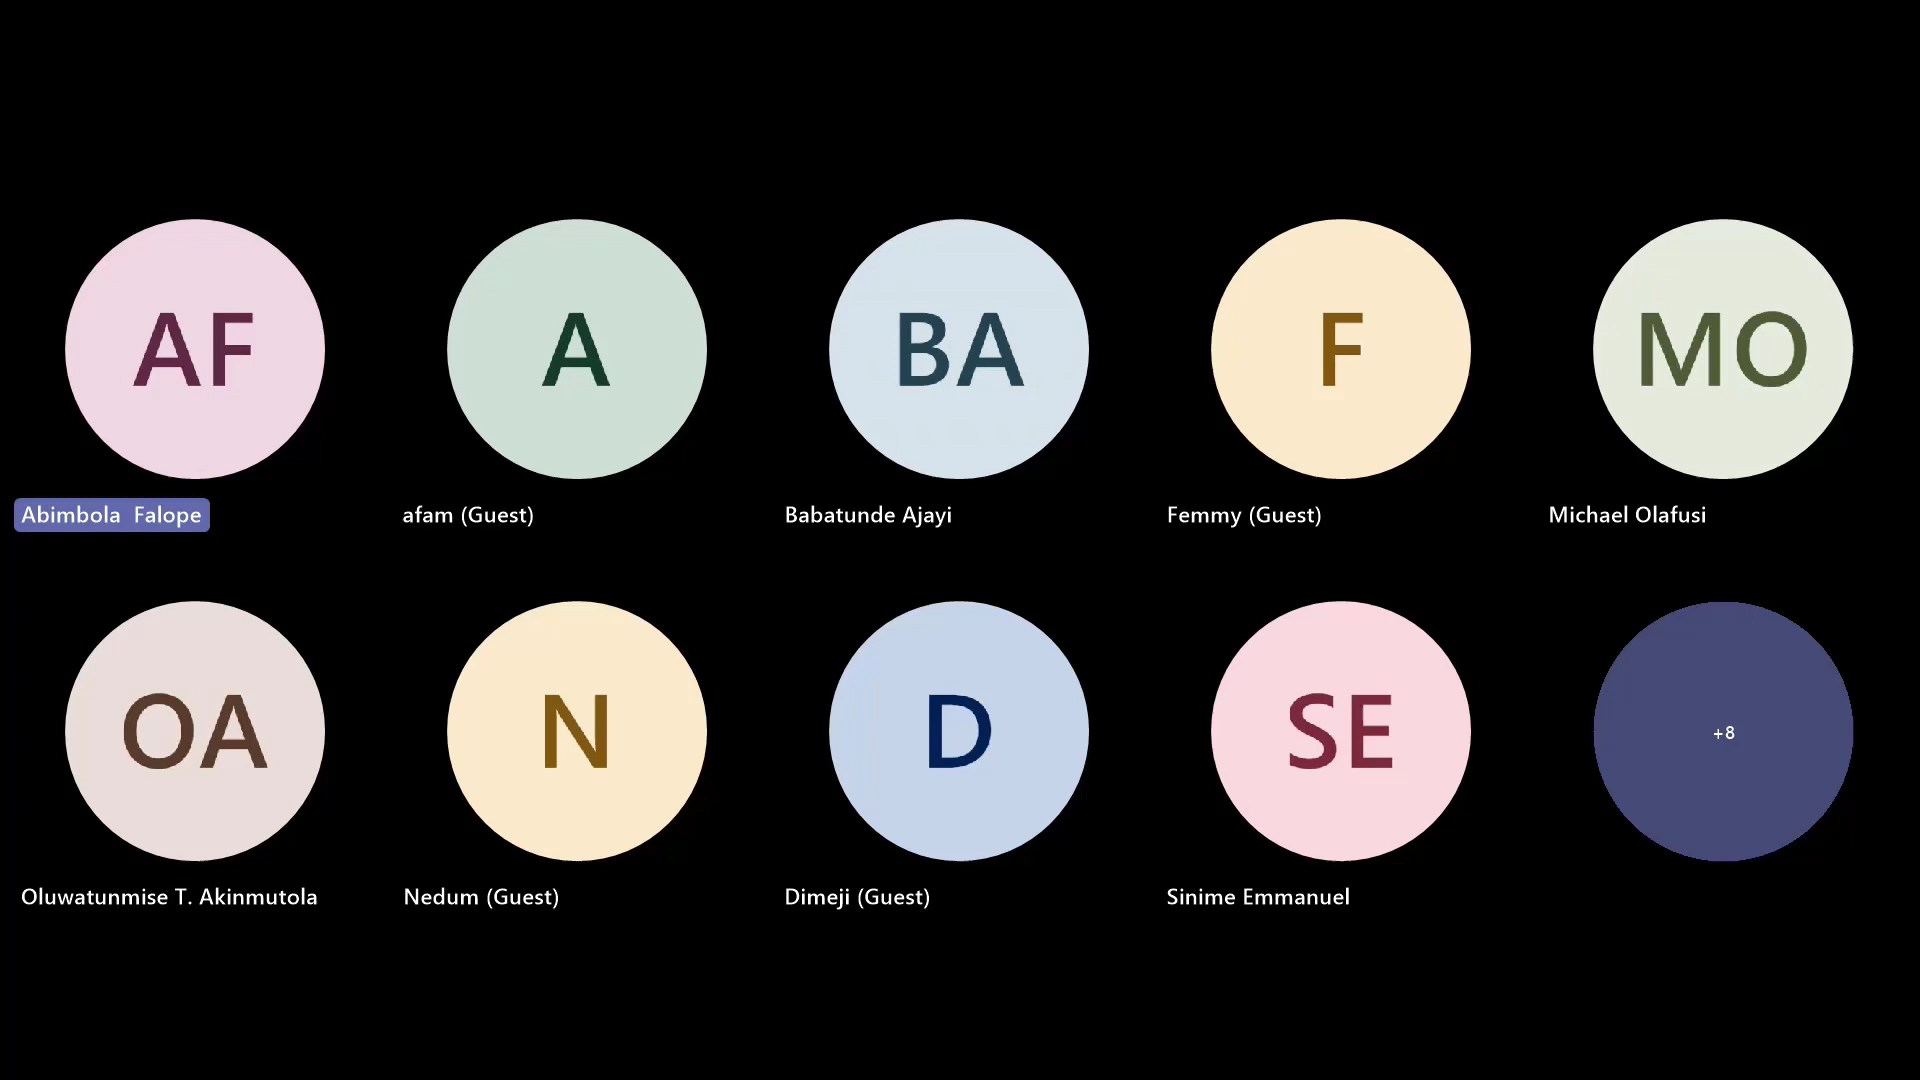 AF
A
BA
F
MO
Abimbola  Falope
afam (Guest)
Babatunde Ajayi
Femmy (Guest)
Michael Olafusi
OA
N
D
SE
+8
Oluwatunmise T. Akinmutola
Nedum (Guest)
Dimeji (Guest)
Sinime Emmanuel